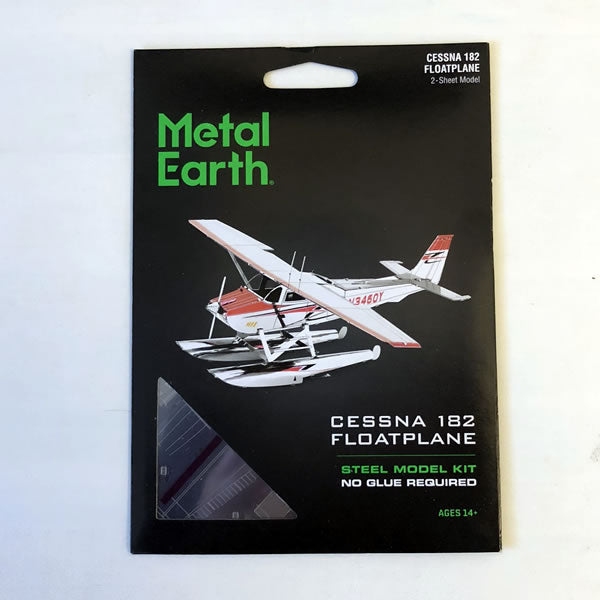 CESSNA 182
FLOATPLANE
2-Sheet Model
Metal
Earth®
N3460Y
CESSNA 182
FLOATPLANE
STEEL MODEL KIT
NO GLUE REQUIRED
AGES 14+